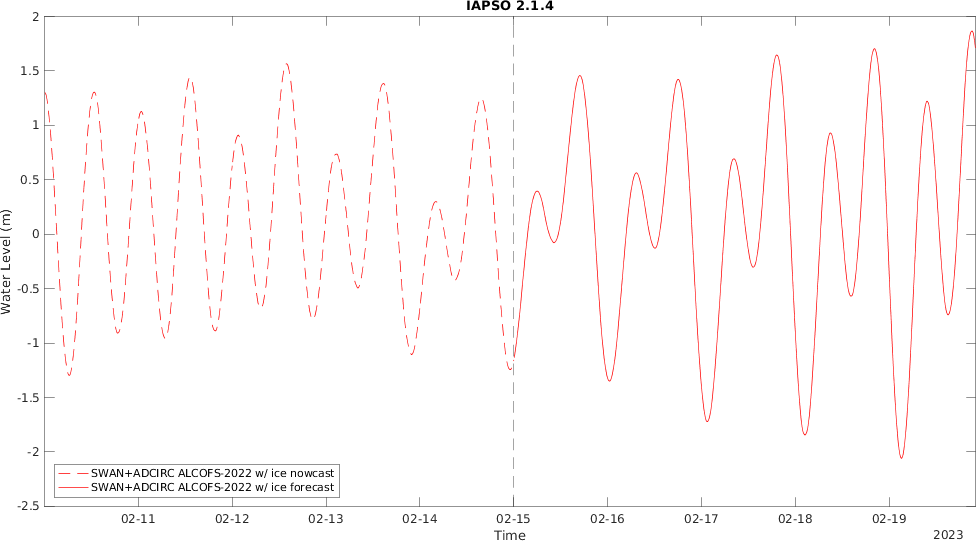 IAPSO 2.1.4
2
1.5
1
0.5
0
-0.5
-1
-1.5
-2
-2.5
Water Level (m)
SWAN+ADCIRC ALCOFS-2022 w/ ice nowcast
SWAN+ADCIRC ALCOFS-2022 w/ ice forecast
02-11 02-12 02-13 02-14 02-15 02-16 02-17 02-18 02-19
Time
2023